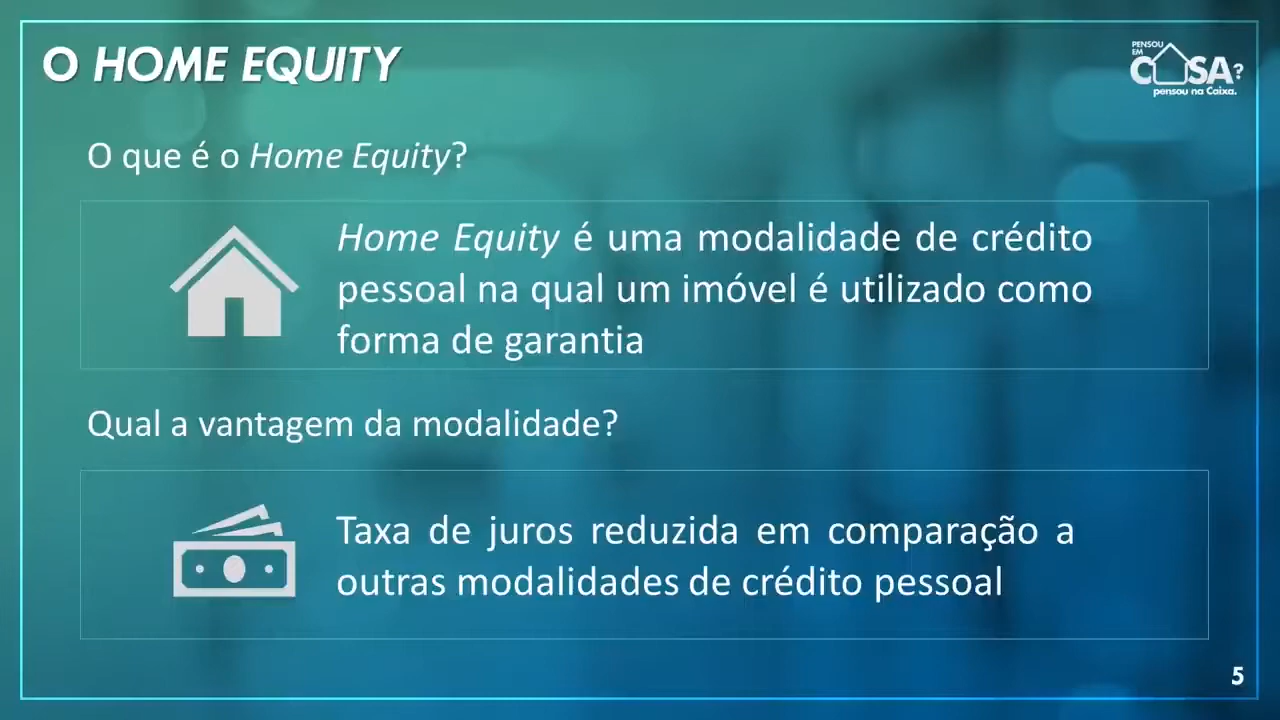 O HOME EQUITY
PENSOU
EM
CASA?
pensou na Caixa.
O que é o Home Equity?
Home Equity é uma modalidade de crédito
pessoal na qual um imóvel é utilizado como
forma de garantia
Qual a vantagem da modalidade?
Taxa de juros reduzida em comparação a
outras modalidades de crédito pessoal
5